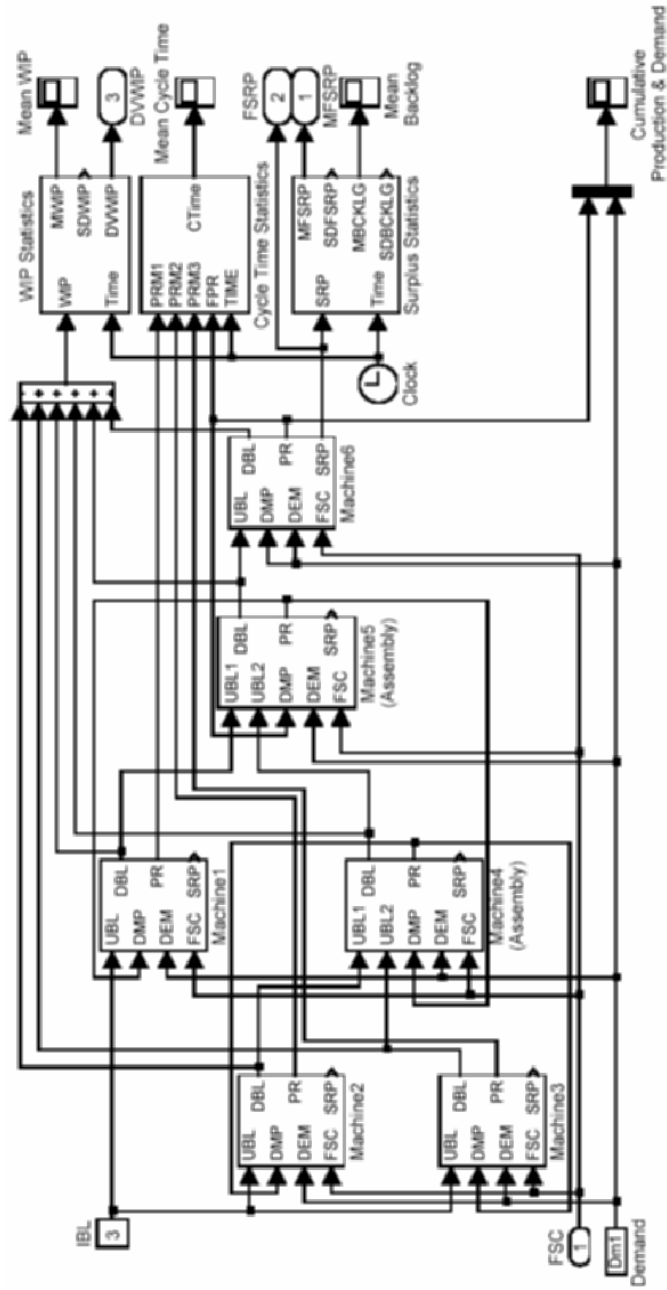 IBL
3
FSC
1
Dm1
Demand
UBL
DMP
DEM
FSC
DBL
PR
SRP
Machine2
UBL
DMP
DEM
FSC
DBL
PR
SRP
Machine3
UBL
DMP
DEM
FSC
DBL
PR
SRP
Machine1
UBL1
UBL2
DMP
DEM
FSC
DBL
PR
SRP
Machine4
(Assembly)
UBL1
UBL2
DMP
DEM
FSC
DBL
PR
SRP
Machine5
(Assembly)
UBL
DMP
DEM
FSC
DBL
PR
SRP
Machine6
Clock
WIP Statistics
WIP
Time
MWIP
SDWIP
DVWIP
PRM1
PRM2
PRM3
FPR
TIME
CTime
Cycle Time Statistics
SRP
Time
MFSRP
SDFSRP
MBCKLG
SDBCKLG
Surplus Statistics
Mean WIP
3
DVWIP
Mean Cycle Time
FSRP
2
1
MFSRP
Mean
Backlog
Cumulative
Production & Demand